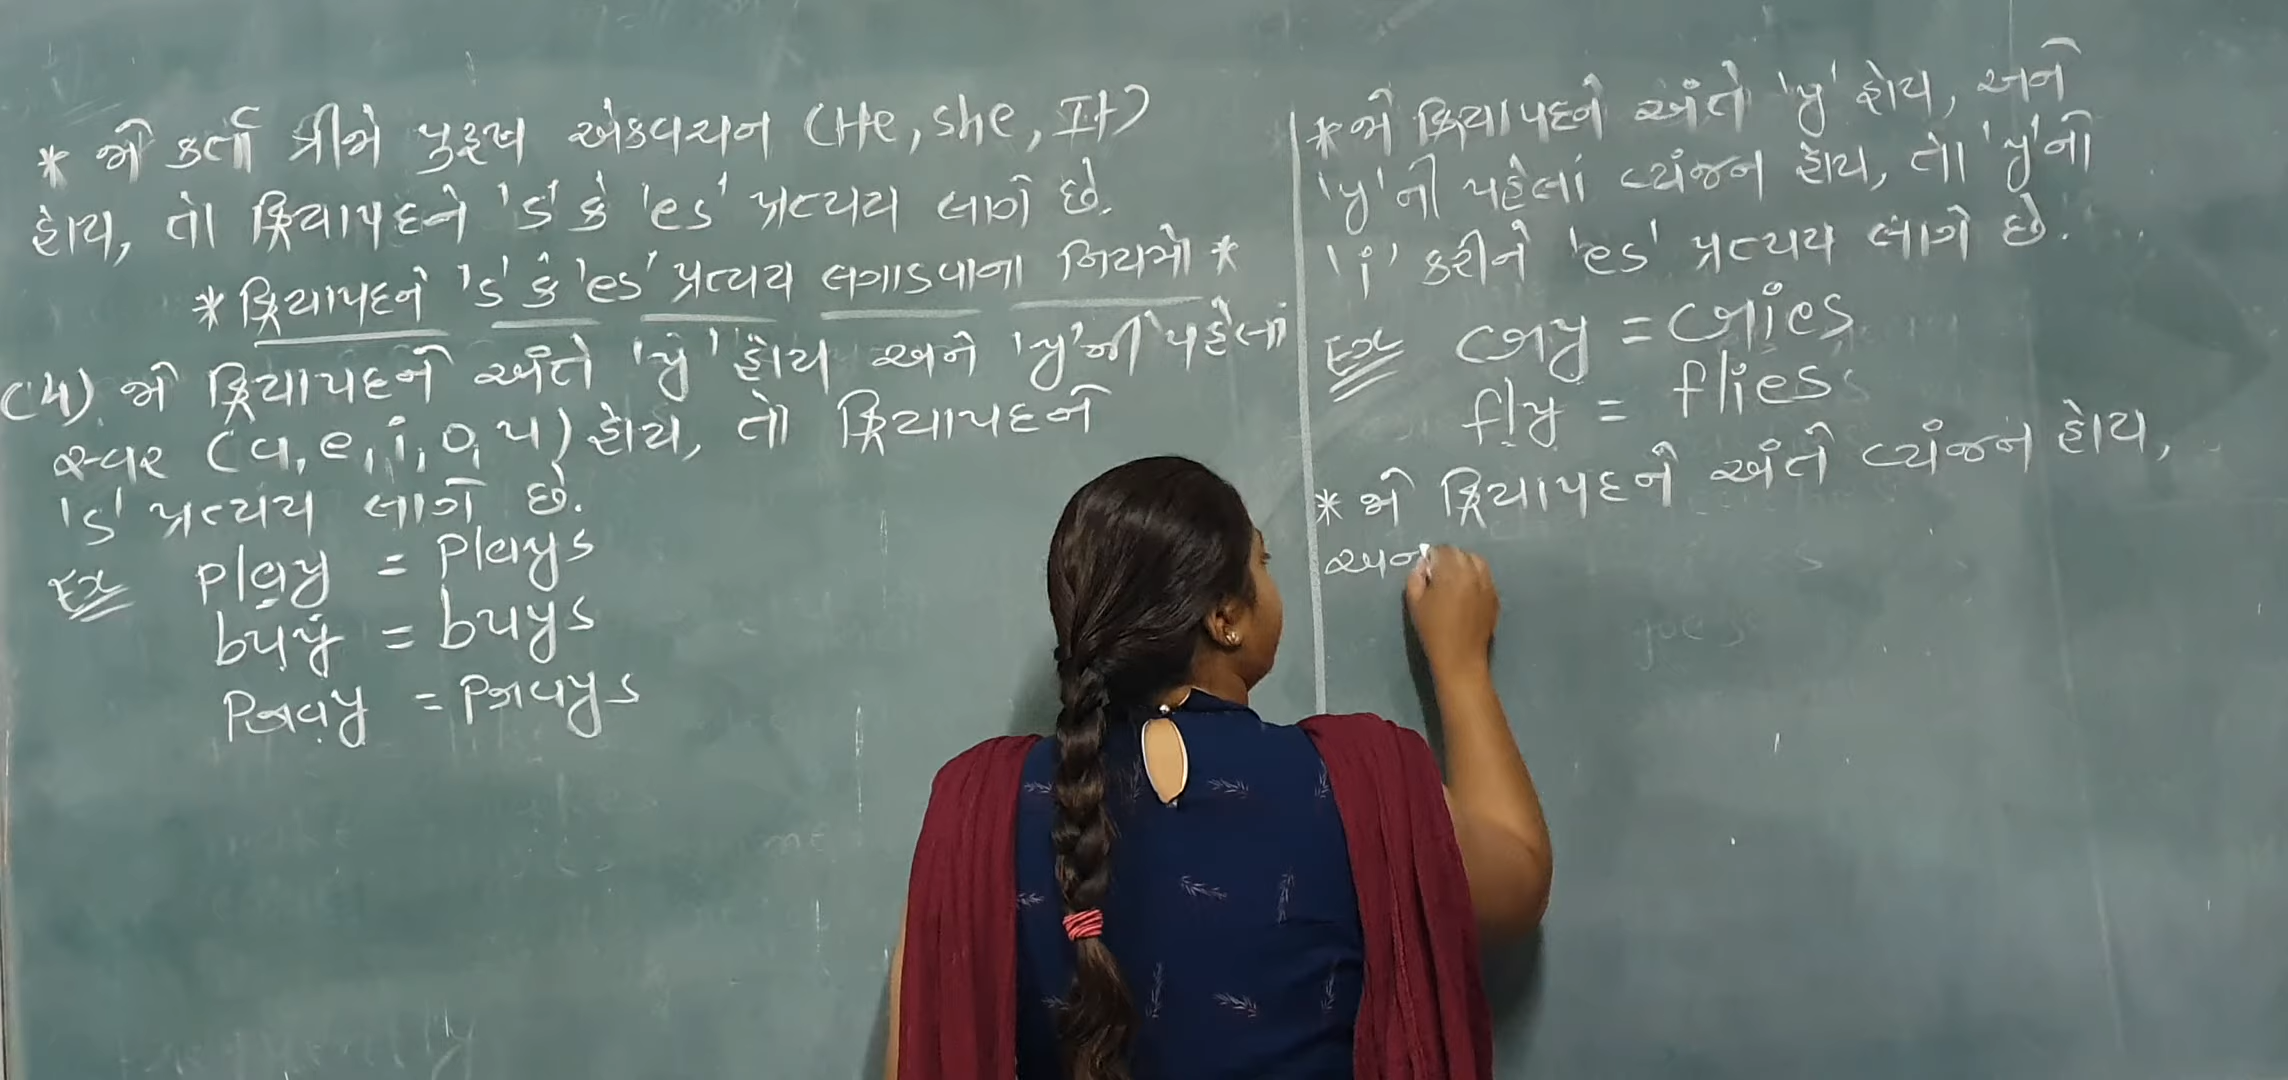 * જો કર્તા ત્રીજો પુરૂષ એકવચન (He, she, It)
હોય, તો ક્રિયાપદને 's' કે 'es' પ્રત્યય લાગે છે.
* ક્રિયાપદને 's' કે 'es' પ્રત્યય લગાડવાના નિયમો *
(4) જો ક્રિયાપદને અંતે 'y' હોય અને 'y'ની પહેલાં
સ્વર (a, e, i, o, u) હોય, તો ક્રિયાપદને
's' પ્રત્યય લાગે છે.
Ex play = plays
buy = buys
Pray = Prays
* જો ક્રિયાપદને અંતે 'y' હોય, અને
'y'ની પહેલાં વ્યંજન હોય, તો 'y'નો
'i' કરીને 'es' પ્રત્યય લાગે છે.
Ex cry = cries
fly = flies
* જો ક્રિયાપદને અંતે વ્યંજન હોય,
અન